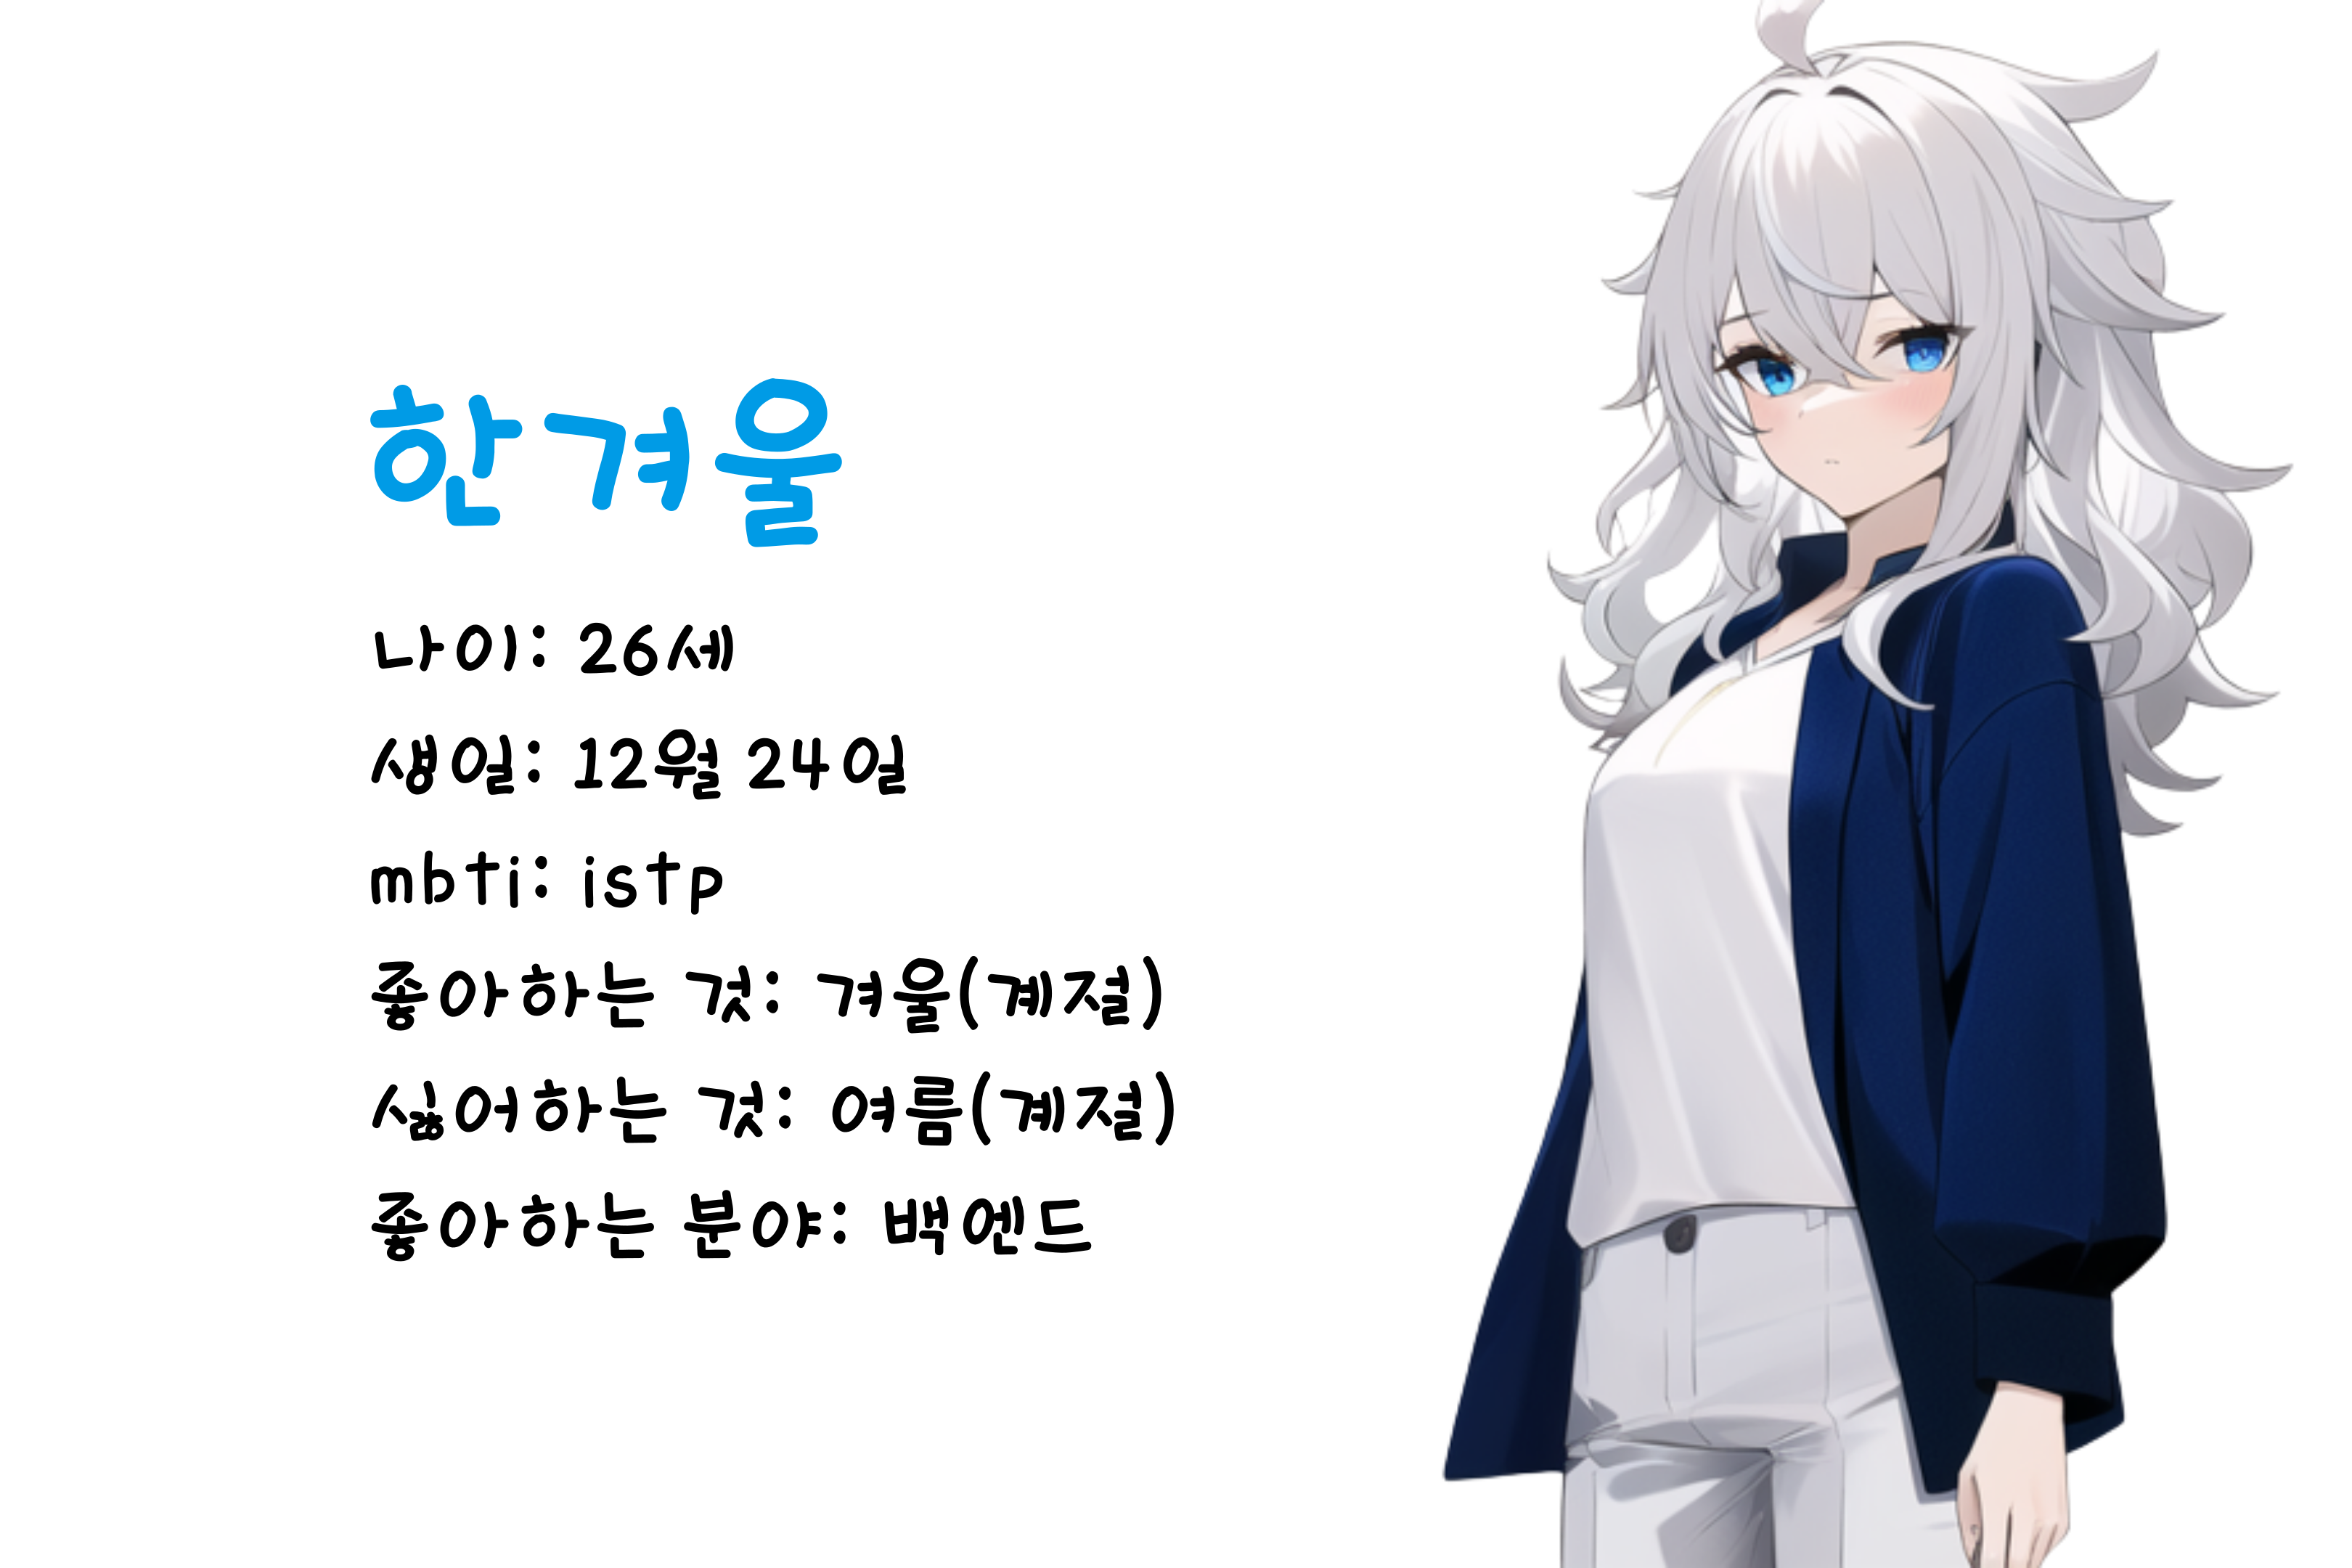 한겨울
나이: 26세
생일: 12월 24일
mbti: istp
좋아하는 것: 겨울(계절)
싫어하는 것: 여름(계절)
좋아하는 분야: 백엔드